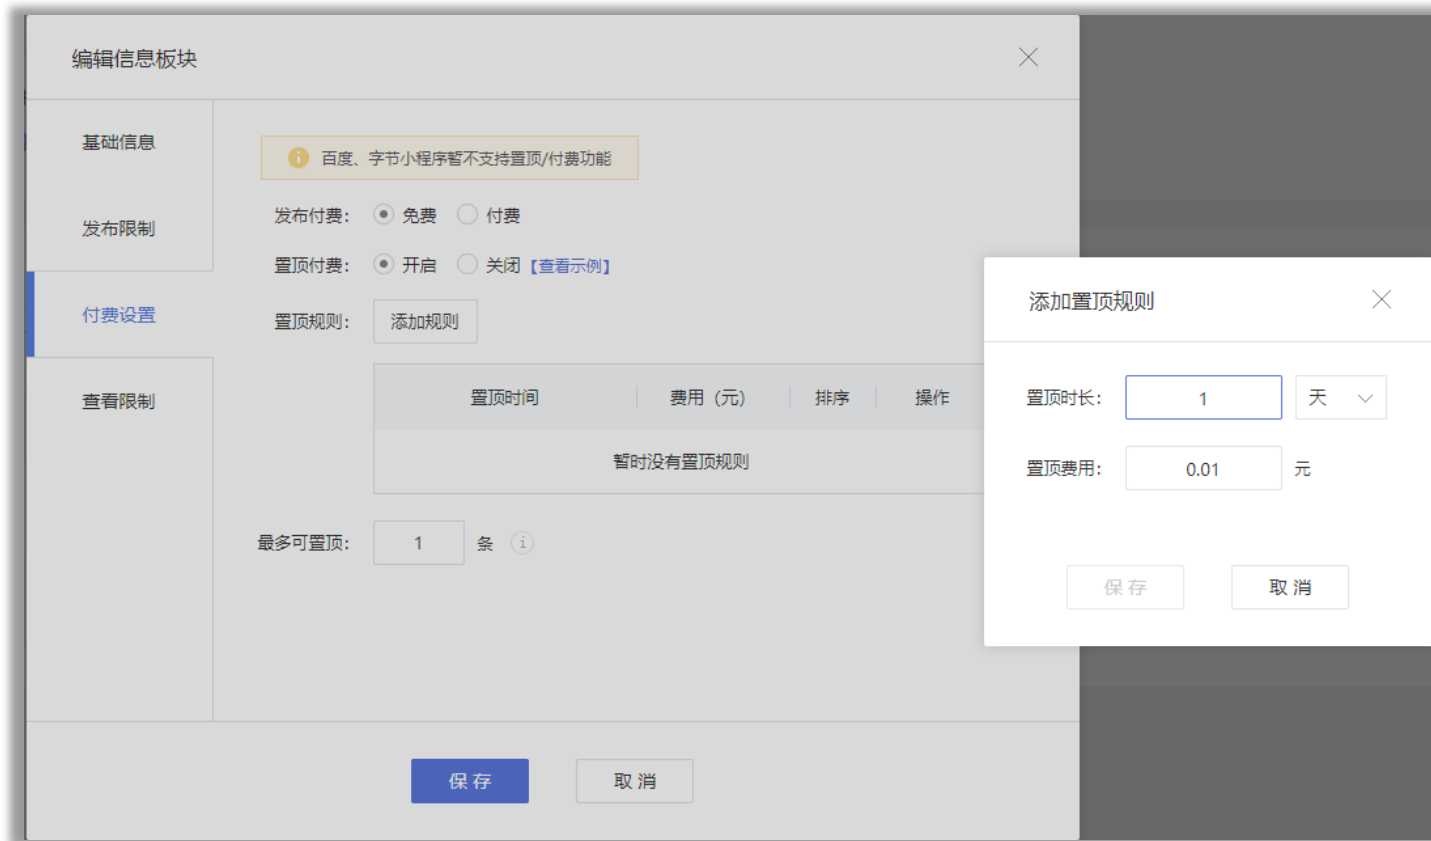 编辑信息板块
基础信息
发布限制
付费设置
查看限制
百度、字节小程序暂不支持置顶/付费功能
发布付费: 免费 付费
置顶付费: 开启 关闭【查看示例】
置顶规则: 添加规则
置顶时间 费用（元） 排序 操作
暂时没有置顶规则
最多可置顶: 1 条
保存 取消
添加置顶规则
置顶时长: 1 天
置顶费用: 0.01 元
保存 取消